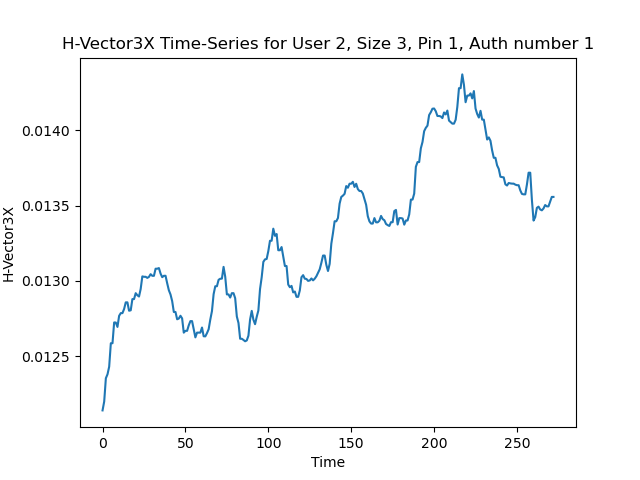 H-Vector3X Time-Series for User 2, Size 3, Pin 1, Auth number 1
H-Vector3X
0.0140
0.0135
0.0130
0.0125
0 50 100 150 200 250
Time